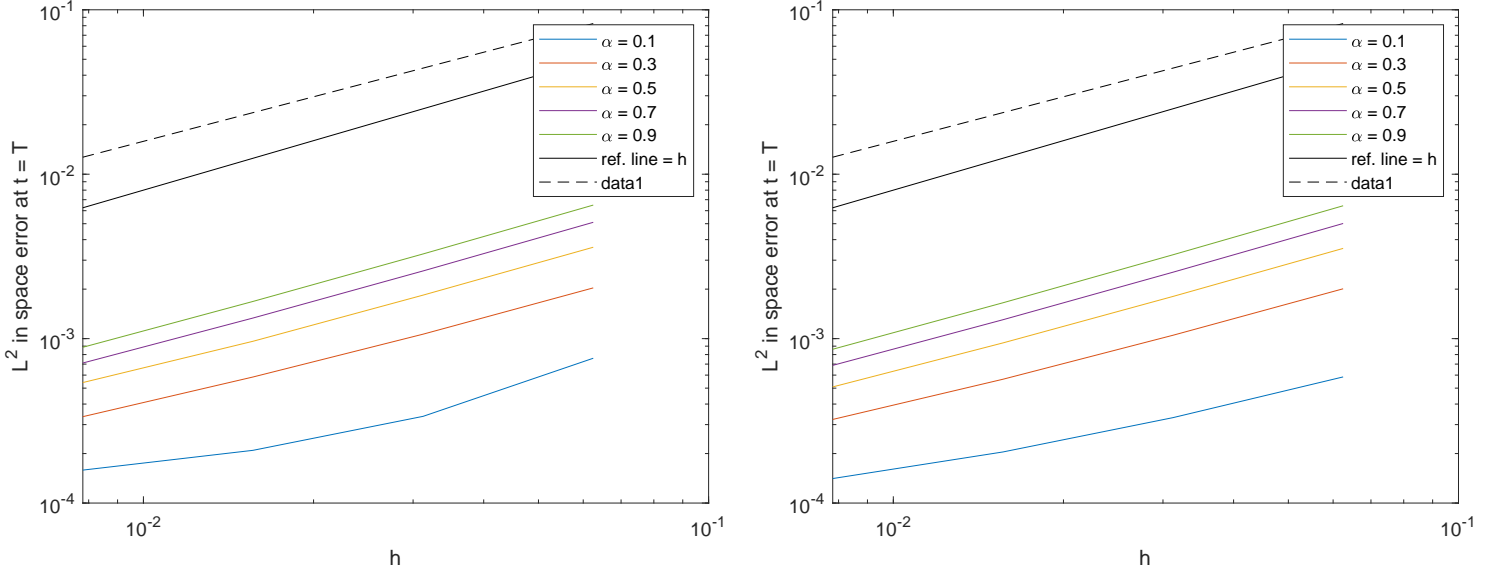 10^-1
10^-2
10^-3
10^-4
L^2 in space error at t = T
α = 0.1
α = 0.3
α = 0.5
α = 0.7
α = 0.9
ref. line = h
data1
10^-2
10^-1
h
10^-1
10^-2
10^-3
10^-4
L^2 in space error at t = T
α = 0.1
α = 0.3
α = 0.5
α = 0.7
α = 0.9
ref. line = h
data1
10^-2
10^-1
h